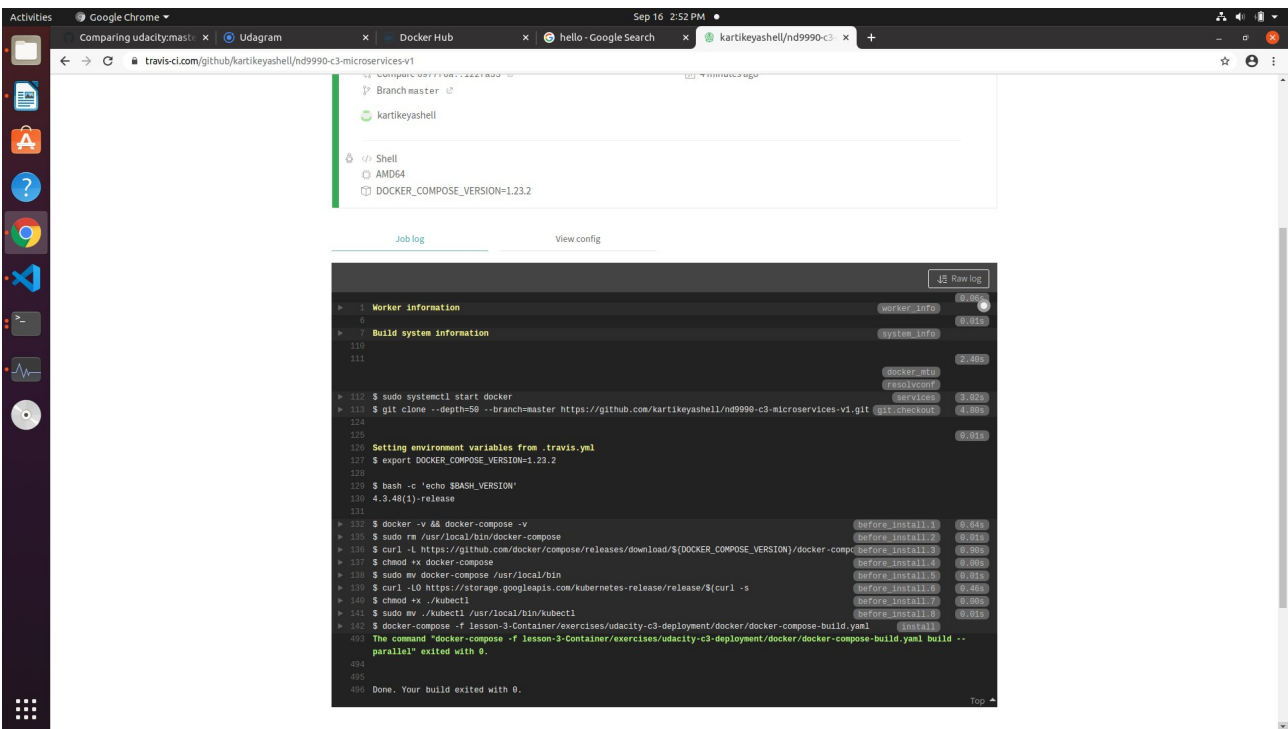 Activities Google Chrome Sep 16 2:52 PM
Comparing udacity:maste Udagram Docker Hub hello - Google Search kartikeyashell/nd9990-c3-
travis-ci.com/github/kartikeyashell/nd9990-c3-microservices-v1
4 minutes ago
Branch master
kartikeyashell
Shell
AMD64
DOCKER_COMPOSE_VERSION=1.23.2
Job log View config
Raw log
0.06s
1 Worker information worker_info
6 0.01s
7 Build system information system_info
110
111 2.40s
docker_mtu
resolvconf
112 $ sudo systemctl start docker services 3.02s
113 $ git clone --depth=50 --branch=master https://github.com/kartikeyashell/nd9990-c3-microservices-v1.git git.checkout 4.80s
124
125 0.01s
126 Setting environment variables from .travis.yml
127 $ export DOCKER_COMPOSE_VERSION=1.23.2
128
129 $ bash -c 'echo $BASH_VERSION'
130 4.3.48(1)-release
131
132 $ docker -v && docker-compose -v before_install.1 0.64s
135 $ sudo rm /usr/local/bin/docker-compose before_install.2 0.01s
136 $ curl -L https://github.com/docker/compose/releases/download/${DOCKER_COMPOSE_VERSION}/docker-compo before_install.3 0.90s
137 $ chmod +x docker-compose before_install.4 0.00s
138 $ sudo mv docker-compose /usr/local/bin before_install.5 0.01s
139 $ curl -LO https://storage.googleapis.com/kubernetes-release/release/$(curl -s before_install.6 0.46s
140 $ chmod +x ./kubectl before_install.7 0.00s
141 $ sudo mv ./kubectl /usr/local/bin/kubectl before_install.8 0.01s
142 $ docker-compose -f lesson-3-Container/exercises/udacity-c3-deployment/docker/docker-compose-build.yaml install
493 The command "docker-compose -f lesson-3-Container/exercises/udacity-c3-deployment/docker/docker-compose-build.yaml build --
parallel" exited with 0.
494
495
496 Done. Your build exited with 0.
Top